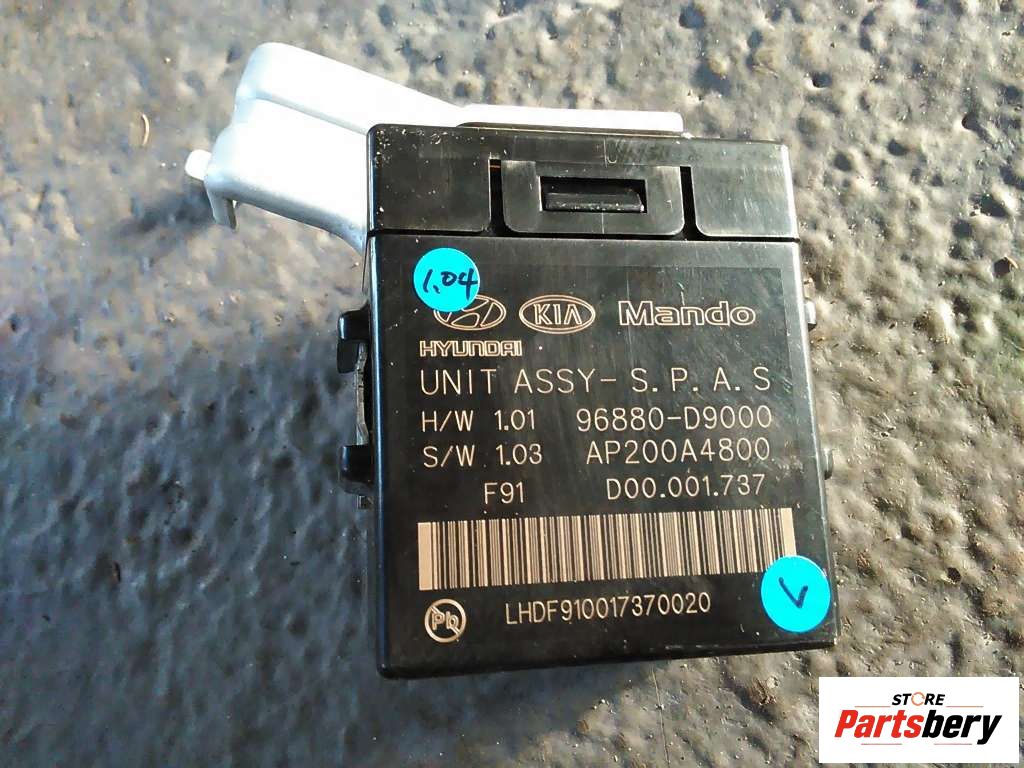 1.04
KIA Mando
HYUNDAI
UNIT ASSY- S. P. A. S
H/W 1.01 96880-D9000
S/W 1.03 AP200A4800
F91 D00.001.737
Pb
LHDF910017370020
V
STORE
Partsbery